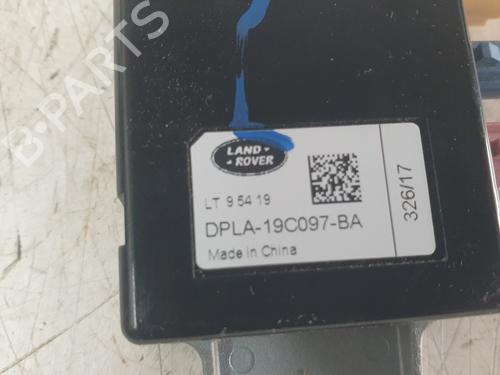 B-PARTS
LAND-
-ROVER
LT 9 54 19
DPLA-19C097-BA
Made in China
326/17